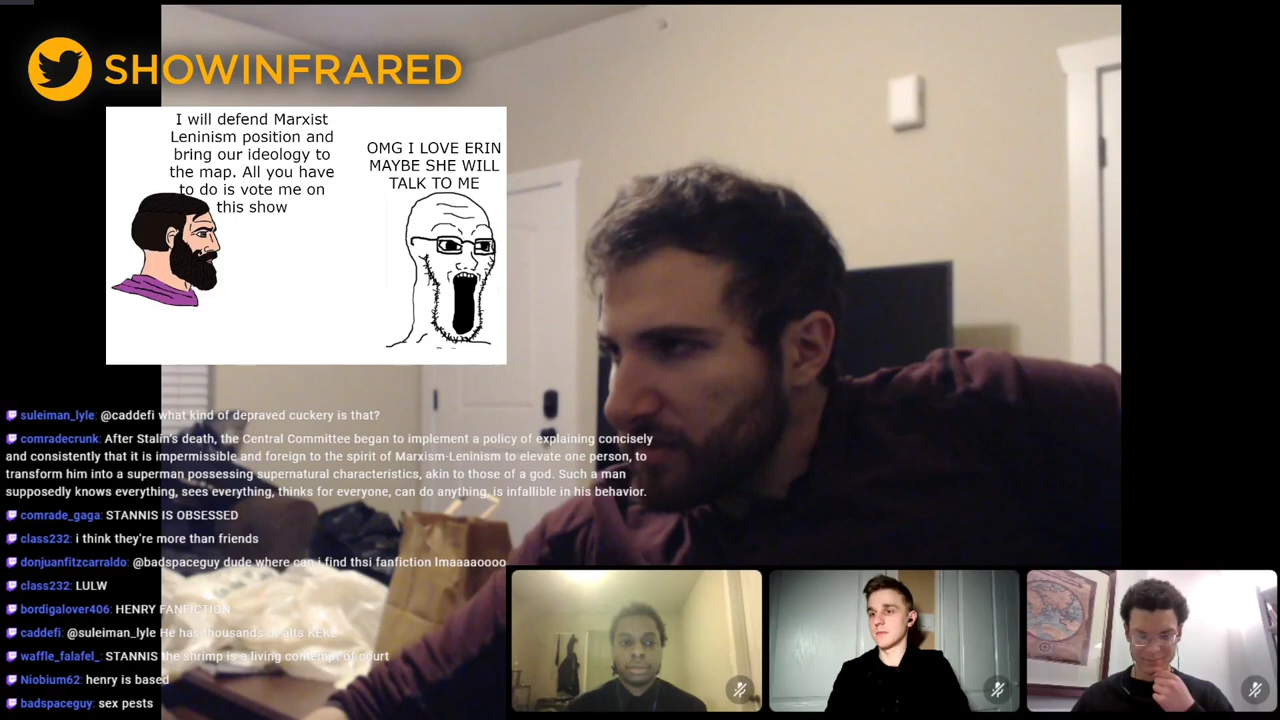 SHOWINFRARED
I will defend Marxist
Leninism position and
bring our ideology to
the map. All you have
to do is vote me on
this show
OMG I LOVE ERIN
MAYBE SHE WILL
TALK TO ME
suleiman_lyle: @caddefi what kind of depraved cuckery is that?
comradecrunk: After Stalin's death, the Central Committee began to implement a policy of explaining concisely
and consistently that it is impermissible and foreign to the spirit of Marxism-Leninism to elevate one person, to
transform him into a superman possessing supernatural characteristics, akin to those of a god. Such a man
supposedly knows everything, sees everything, thinks for everyone, can do anything, is infallible in his behavior.
comrade_gaga: STANNIS IS OBSESSED
class232: i think they're more than friends
donjuanfitzcarraldo: @badspaceguy dude where can i find thsi fanfiction lmaaaaoooo
class232: LULW
bordigalover406: HENRY FANFICTION
caddefi: @suleiman_lyle He has thousands of alts KEKL
waffle_falafel_: STANNIS the shrimp is a living contempt of court
Niobium62: henry is based
badspaceguy: sex pests